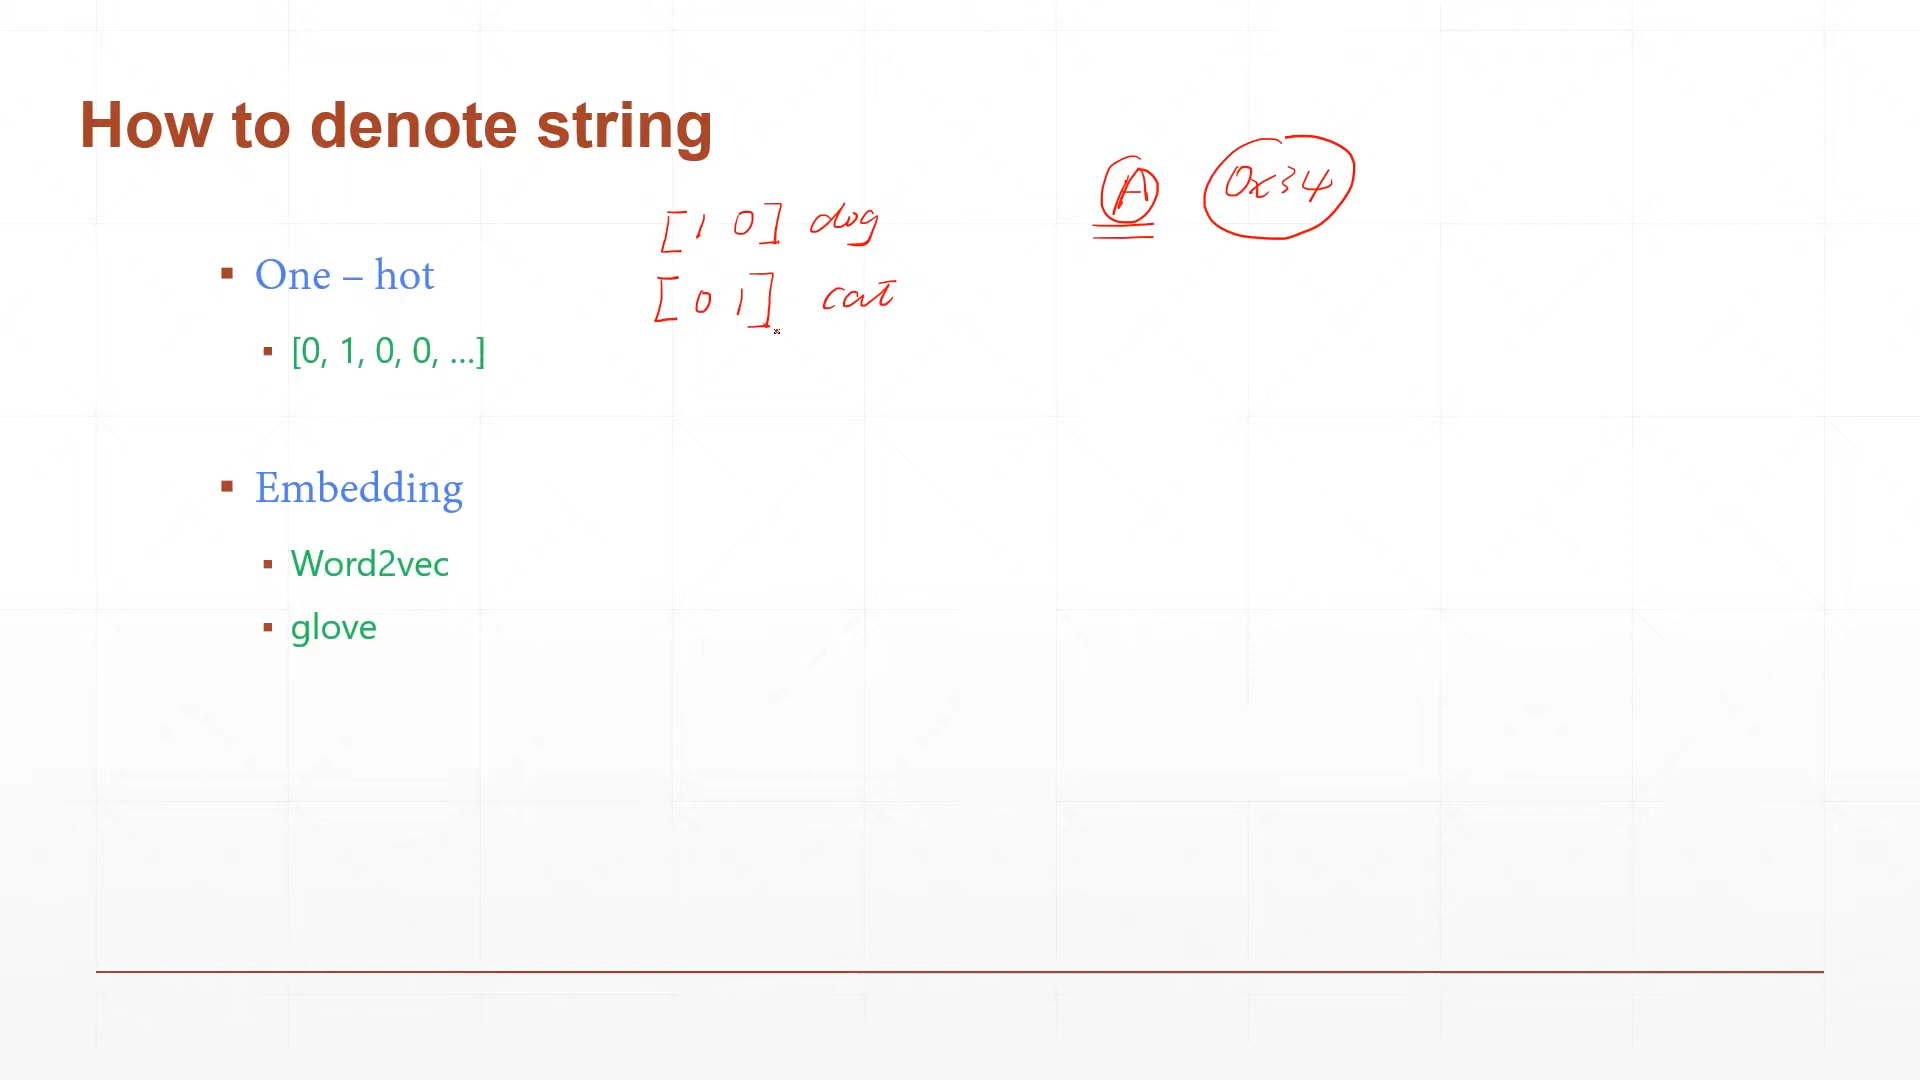 How to denote string
A 0x34
[1 0] dog
One – hot
[0 1] cat
[0, 1, 0, 0, …]
Embedding
Word2vec
glove